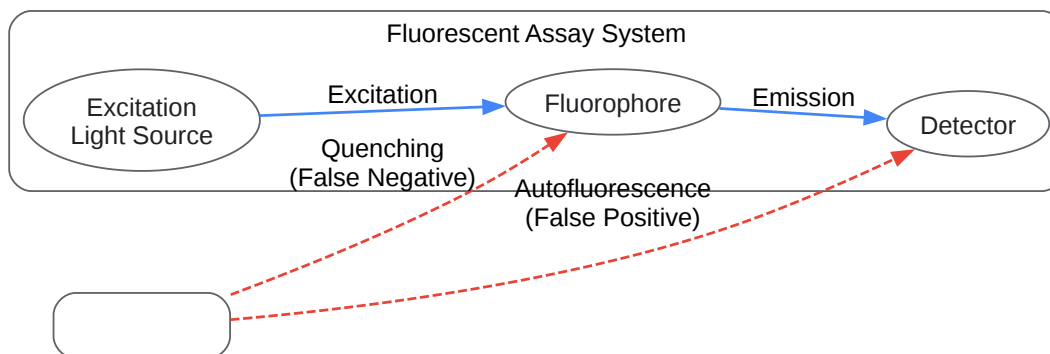 Fluorescent Assay System
Excitation
Light Source
Excitation
Fluorophore
Emission
Detector
Quenching
(False Negative)
Autofluorescence
(False Positive)